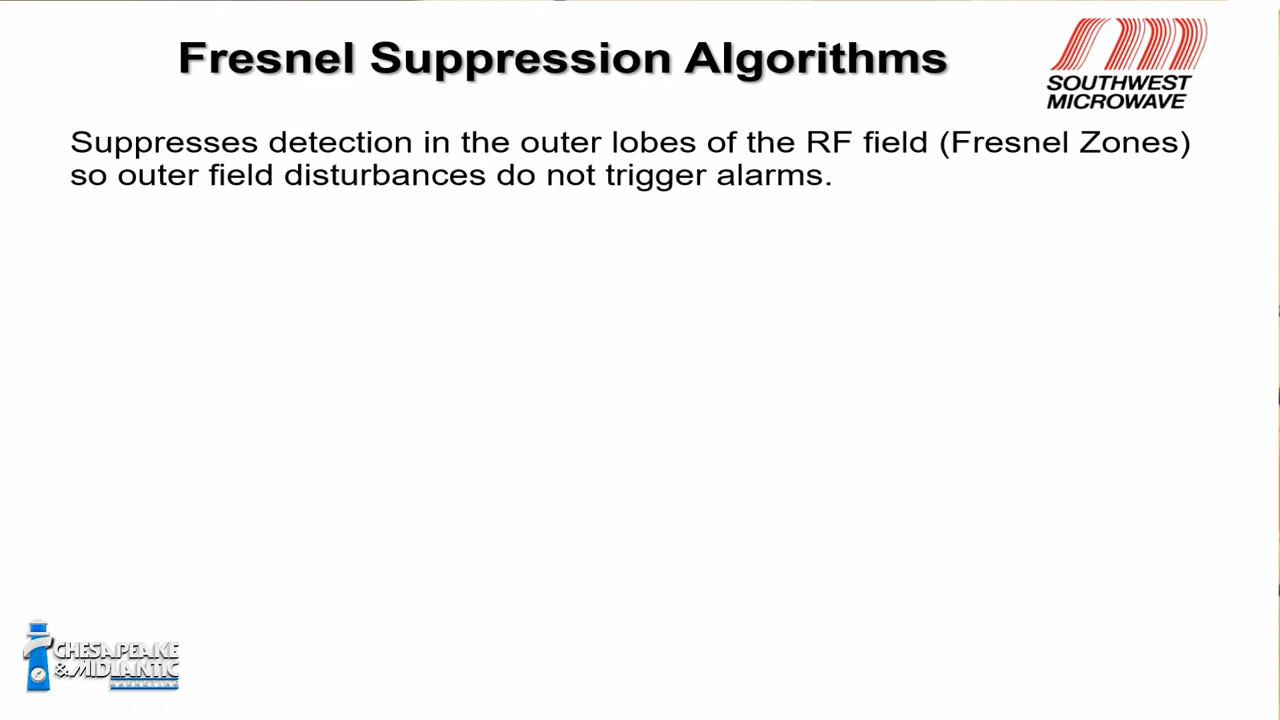 Fresnel Suppression Algorithms
SOUTHWEST
MICROWAVE
Suppresses detection in the outer lobes of the RF field (Fresnel Zones)
so outer field disturbances do not trigger alarms.
CHESAPEAKE
& MIDLANTIC